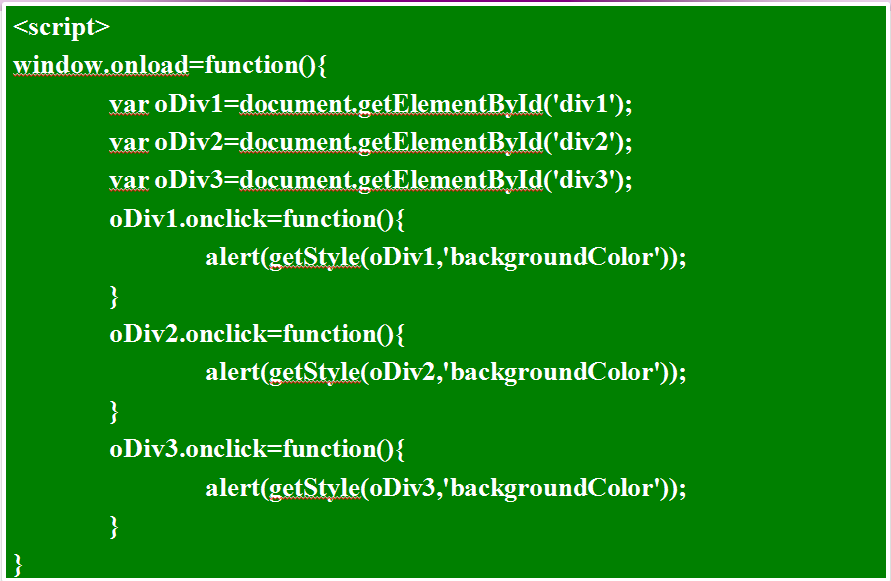 <script>
window.onload=function(){
var oDiv1=document.getElementById('div1');
var oDiv2=document.getElementById('div2');
var oDiv3=document.getElementById('div3');
oDiv1.onclick=function(){
alert(getStyle(oDiv1,'backgroundColor'));
}
oDiv2.onclick=function(){
alert(getStyle(oDiv2,'backgroundColor'));
}
oDiv3.onclick=function(){
alert(getStyle(oDiv3,'backgroundColor'));
}
}